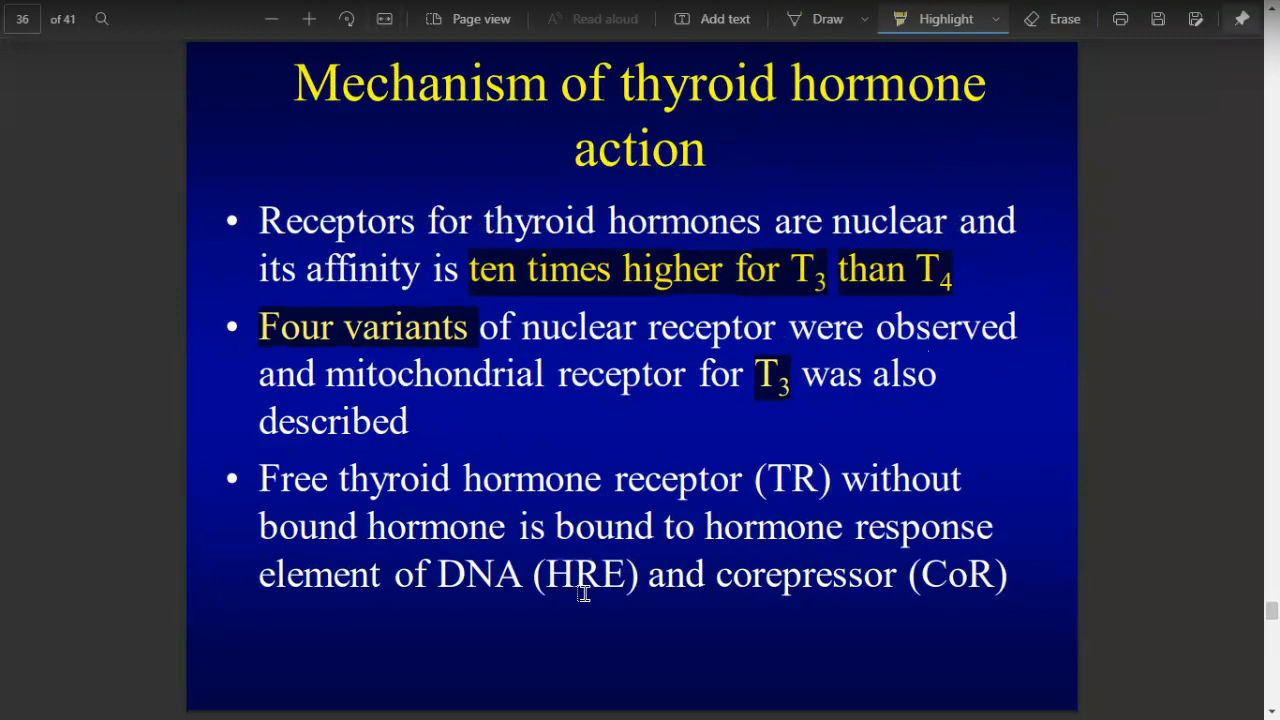 36 of 41 Page view Read aloud Add text Draw Highlight Erase
Mechanism of thyroid hormone
action
• Receptors for thyroid hormones are nuclear and
its affinity is ten times higher for T₃ than T₄
• Four variants of nuclear receptor were observed
and mitochondrial receptor for T₃ was also
described
• Free thyroid hormone receptor (TR) without
bound hormone is bound to hormone response
element of DNA (HRE) and corepressor (CoR)